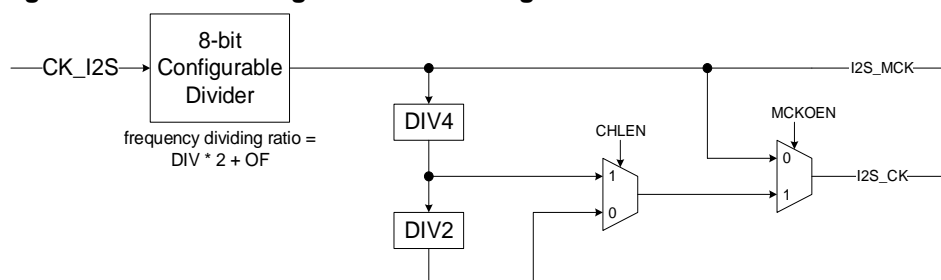 8-bit
Configurable
Divider
CK_I2S
I2S_MCK
frequency dividing ratio =
DIV * 2 + OF
DIV4
CHLEN
MCKOEN
0
1
I2S_CK
1
0
DIV2